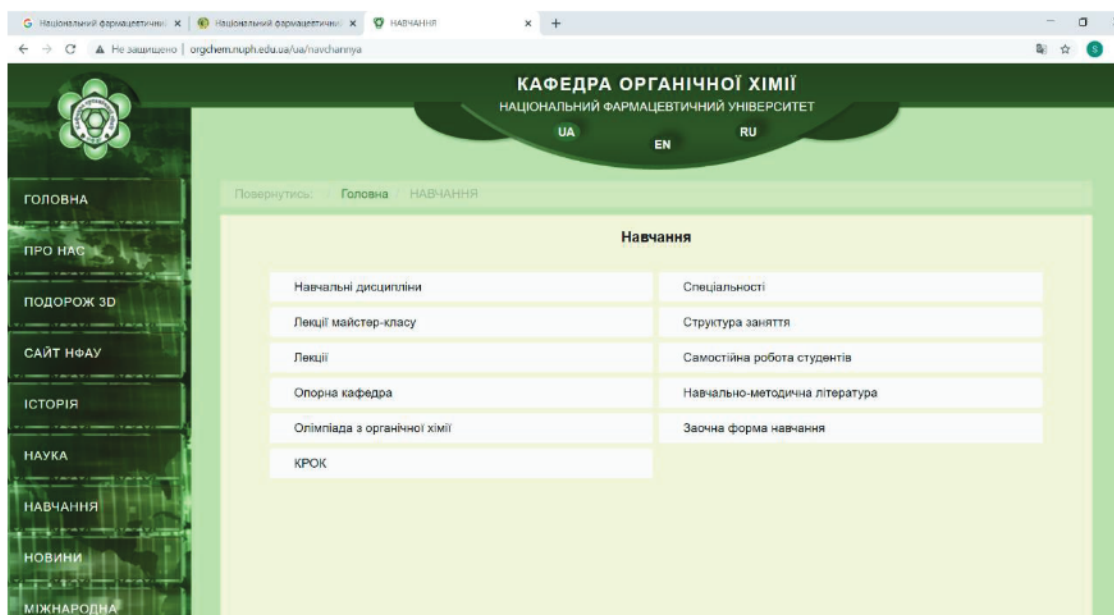 Національний фармацевтичн
Національний фармацевтичн
НАВЧАННЯ
Не защищено | orgchem.nuph.edu.ua/ua/navchannya
S
КАФЕДРА ОРГАНІЧНОЇ ХІМІЇ
НАЦІОНАЛЬНИЙ ФАРМАЦЕВТИЧНИЙ УНІВЕРСИТЕТ
UA
EN
RU
Повернутись: Головна / НАВЧАННЯ
ГОЛОВНА
ПРО НАС
ПОДОРОЖ 3D
САЙТ НФАУ
ІСТОРІЯ
НАУКА
НАВЧАННЯ
НОВИНИ
МІЖНАРОДНА
Навчання
Навчальні дисципліни
Лекції майстер-класу
Лекції
Опорна кафедра
Олімпіада з органічної хімії
КРОК
Спеціальності
Структура заняття
Самостійна робота студентів
Навчально-методична література
Заочна форма навчання